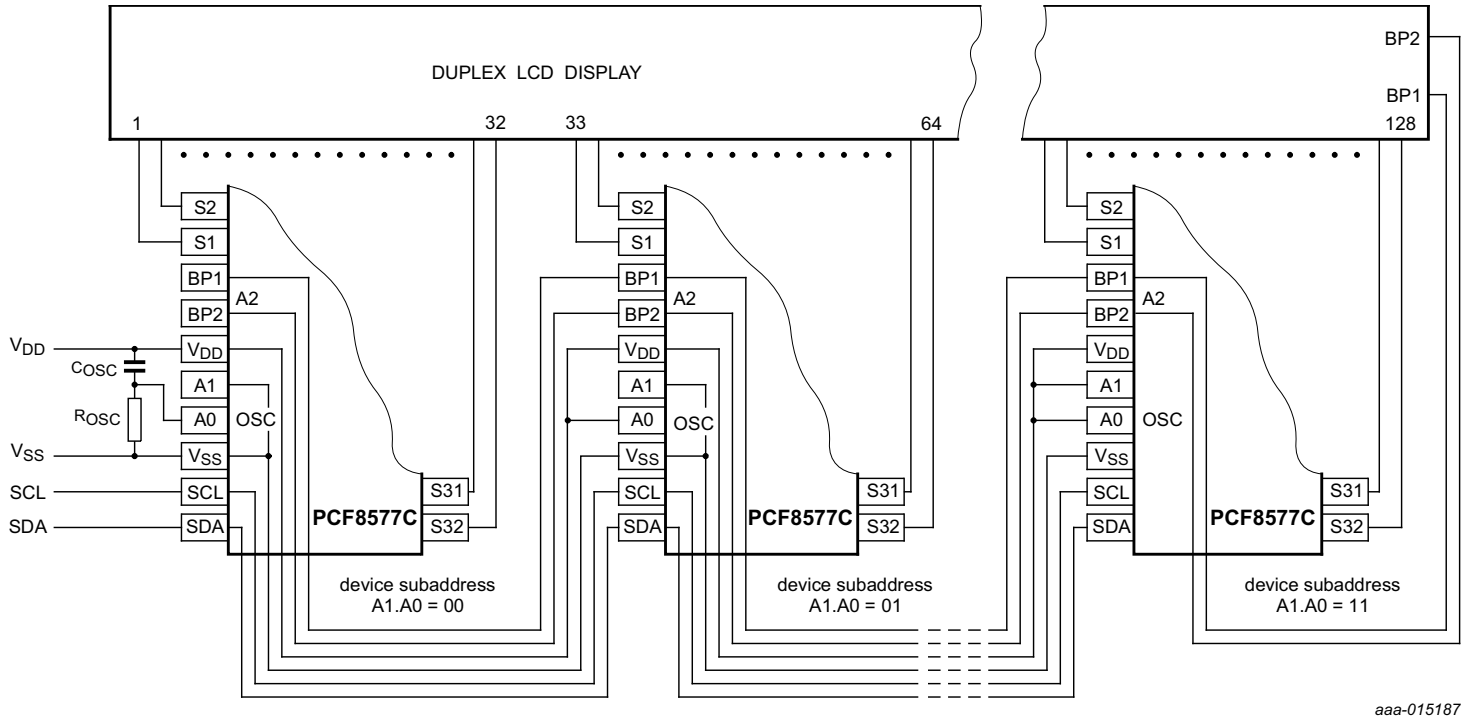 DUPLEX LCD DISPLAY
BP2
BP1
1
32
33
64
128
VDD
COSC
ROSC
VSS
SCL
SDA
S2
S1
BP1
A2
BP2
VDD
A1
A0
OSC
VSS
SCL
SDA
S31
PCF8577C
S32
device subaddress
A1.A0 = 00
S2
S1
BP1
A2
BP2
VDD
A1
A0
OSC
VSS
SCL
SDA
S31
PCF8577C
S32
device subaddress
A1.A0 = 01
S2
S1
BP1
A2
BP2
VDD
A1
A0
OSC
VSS
SCL
SDA
S31
PCF8577C
S32
device subaddress
A1.A0 = 11
aaa-015187